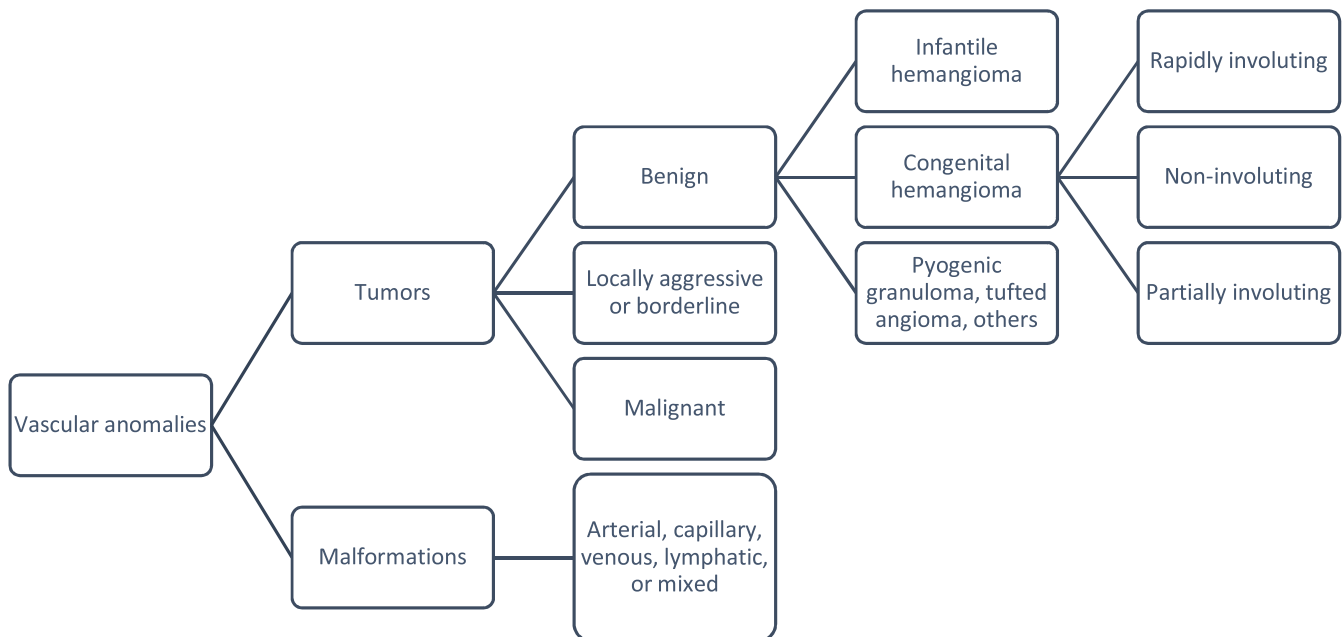 Vascular anomalies
Tumors
Malformations
Benign
Locally aggressive
or borderline
Malignant
Arterial, capillary,
venous, lymphatic,
or mixed
Infantile
hemangioma
Congenital
hemangioma
Pyogenic
granuloma, tufted
angioma, others
Rapidly involuting
Non-involuting
Partially involuting